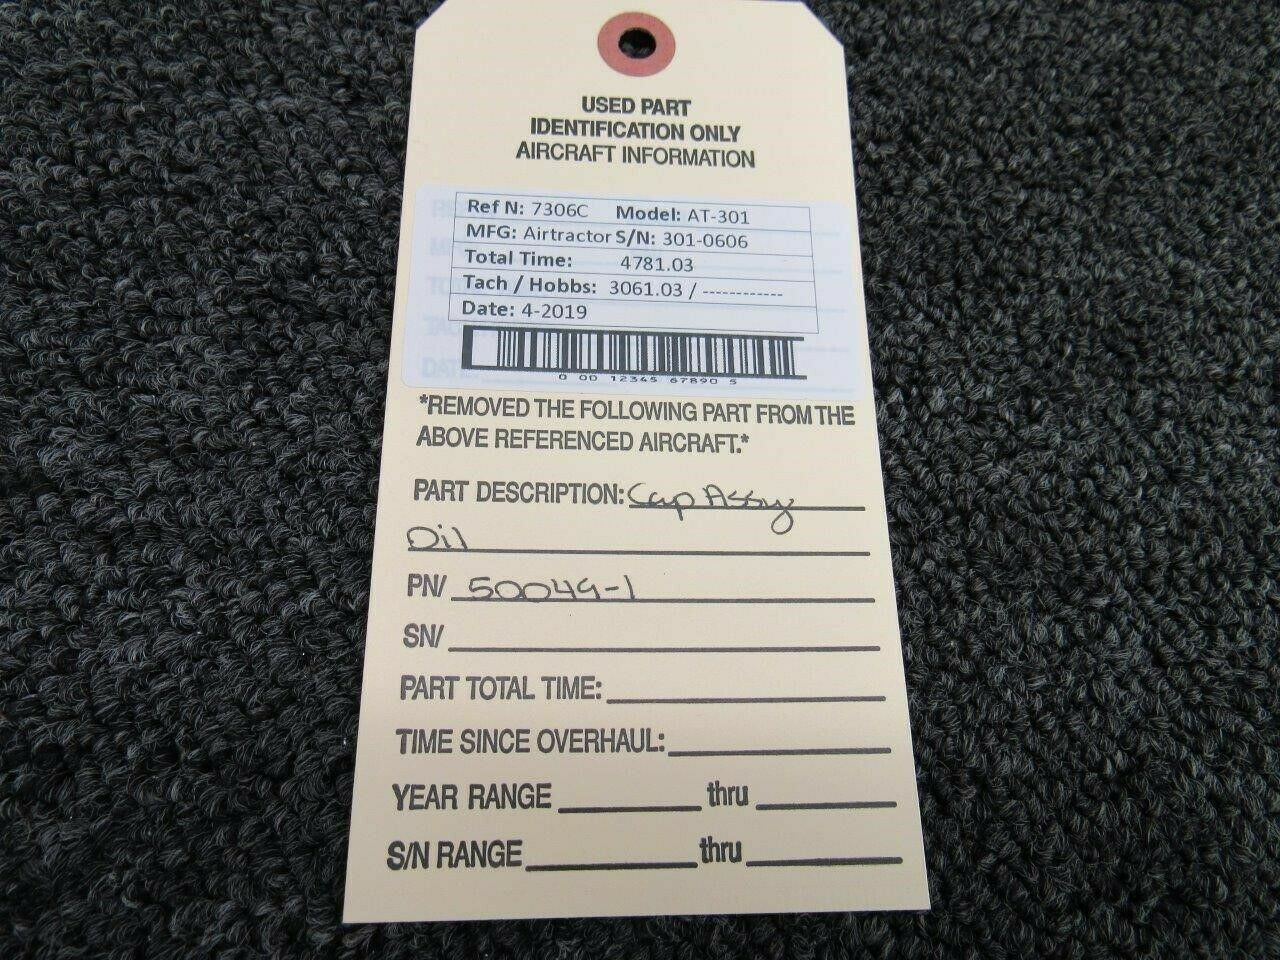 USED PART
IDENTIFICATION ONLY
AIRCRAFT INFORMATION
Ref N: 7306C Model: AT-301
MFG: Airtractor S/N: 301-0606
Total Time: 4781.03
Tach / Hobbs: 3061.03 / ------------
Date: 4-2019
0 00 12345 67890 5
*REMOVED THE FOLLOWING PART FROM THE
ABOVE REFERENCED AIRCRAFT.*
PART DESCRIPTION: Cap Assy
Oil
PN/ 50049-1
SN/
PART TOTAL TIME:
TIME SINCE OVERHAUL:
YEAR RANGE thru
S/N RANGE thru